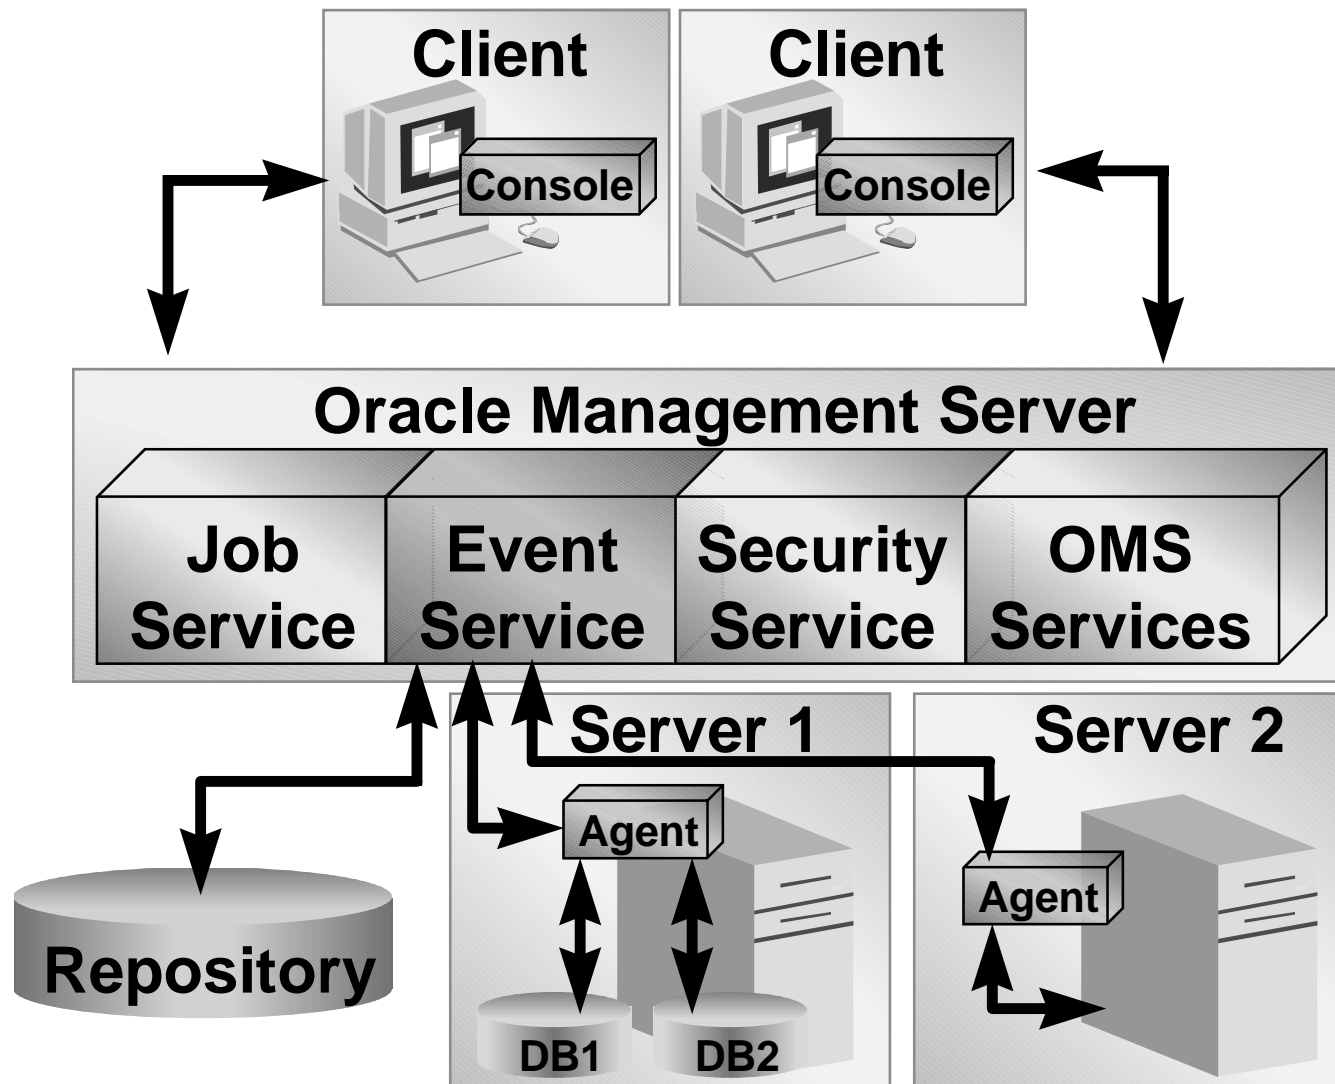 Client
Client
Console
Console
Oracle Management Server
Job
Service
Event
Service
Security
Service
OMS
Services
Server 1
Server 2
Agent
Agent
Repository
DB1
DB2